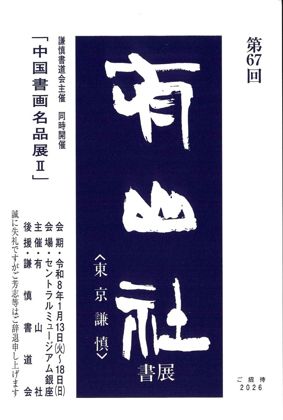 第67回
有山社
書展
〈東京謙慎〉
謙慎書道会主催 同時開催
「中国書画名品展Ⅱ」
会期・令和8年1月13日(火)〜18日(日)
会場・セントラルミュージアム銀座
主催・有山社
後援・謙慎書道会
誠に失礼ですがご芳志等はご辞退申し上げます
ご招待
2026